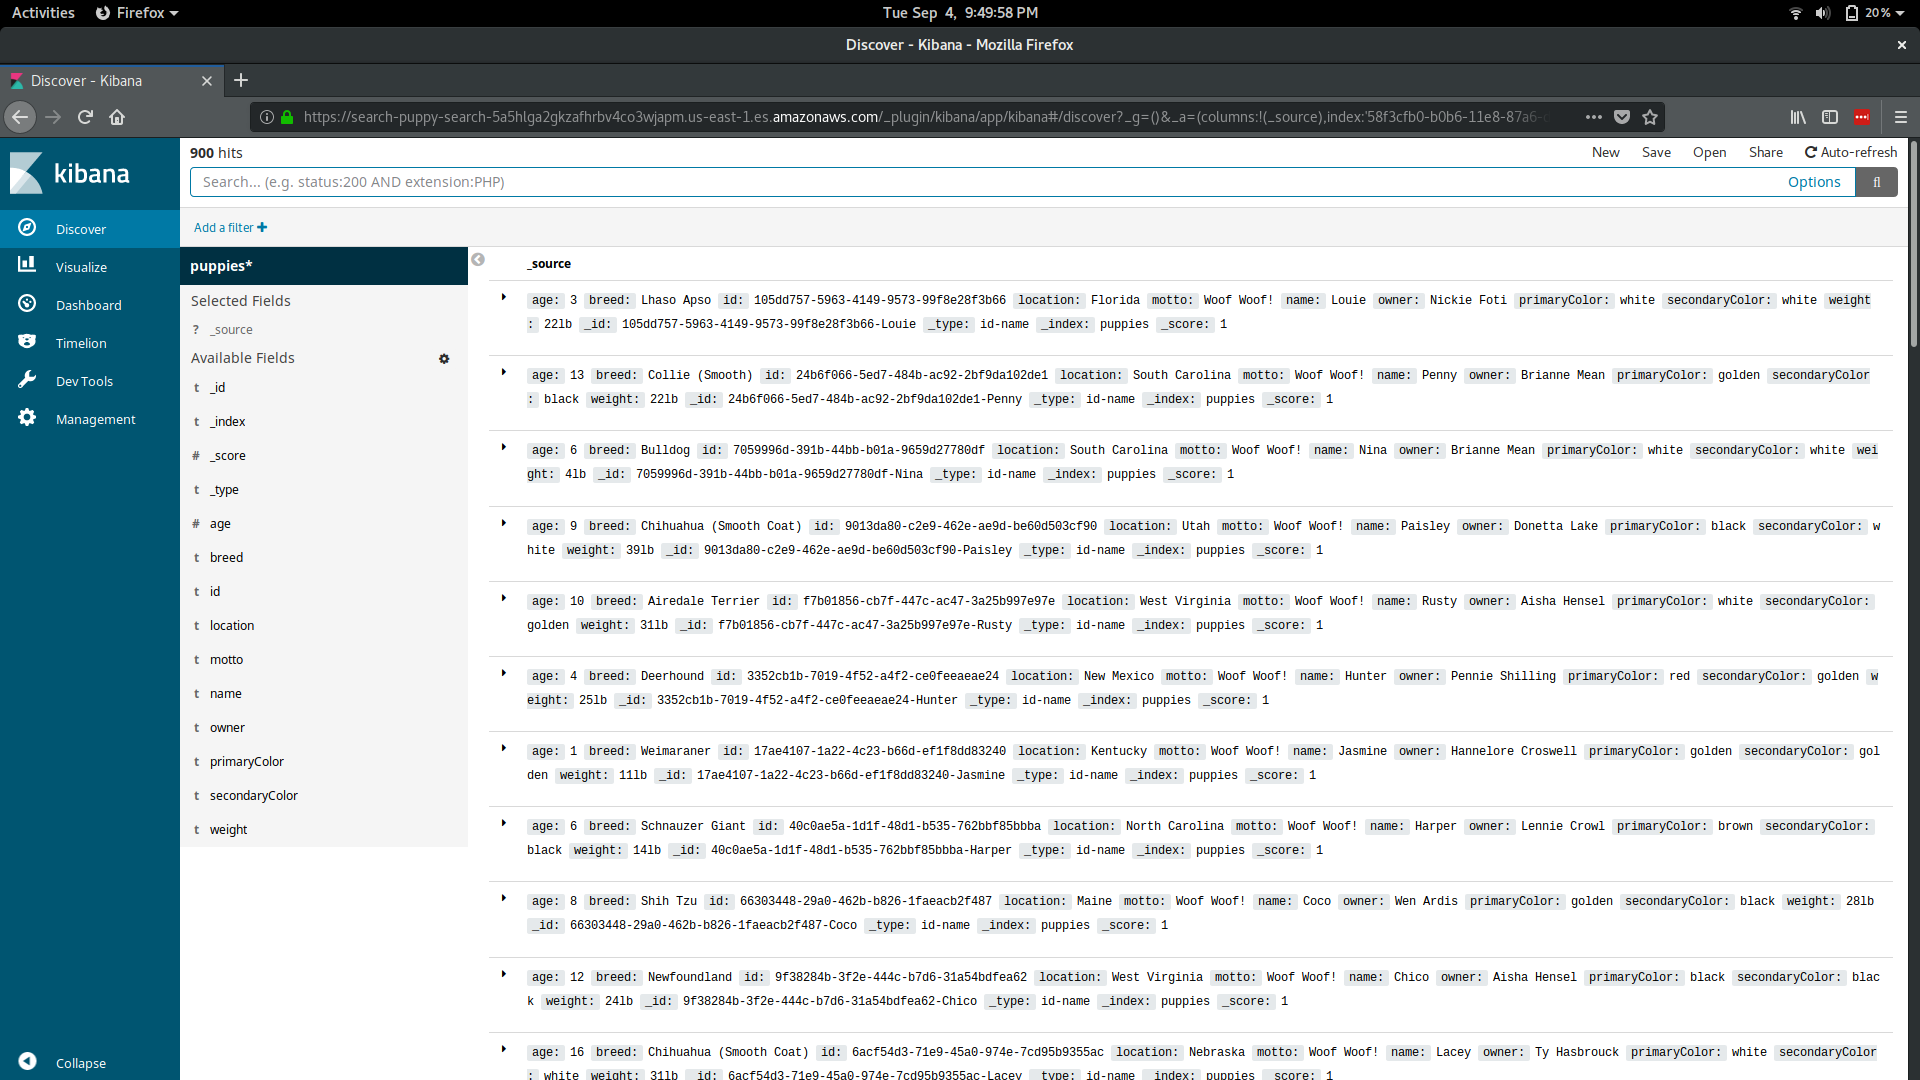 Activities Firefox Tue Sep 4, 9:49:58 PM 20%
Discover - Kibana - Mozilla Firefox
Discover - Kibana
https://search-puppy-search-5a5hlga2gkzafhrbv4co3wjapm.us-east-1.es.amazonaws.com/_plugin/kibana/app/kibana#/discover?_g=()&_a=(columns:!(_source),index:'58f3cfb0-b0b6-11e8-87a6-
kibana
Discover
Visualize
Dashboard
Timelion
Dev Tools
Management
Collapse
900 hits New Save Open Share Auto-refresh
Search... (e.g. status:200 AND extension:PHP) Options
Add a filter
puppies*
Selected Fields
? _source
Available Fields
t _id
t _index
# _score
t _type
# age
t breed
t id
t location
t motto
t name
t owner
t primaryColor
t secondaryColor
t weight
_source
age: 3 breed: Lhaso Apso id: 105dd757-5963-4149-9573-99f8e28f3b66 location: Florida motto: Woof Woof! name: Louie owner: Nickie Foti primaryColor: white secondaryColor: white weight
: 22lb _id: 105dd757-5963-4149-9573-99f8e28f3b66-Louie _type: id-name _index: puppies _score: 1
age: 13 breed: Collie (Smooth) id: 24b6f066-5ed7-484b-ac92-2bf9da102de1 location: South Carolina motto: Woof Woof! name: Penny owner: Brianne Mean primaryColor: golden secondaryColor
: black weight: 22lb _id: 24b6f066-5ed7-484b-ac92-2bf9da102de1-Penny _type: id-name _index: puppies _score: 1
age: 6 breed: Bulldog id: 7059996d-391b-44bb-b01a-9659d27780df location: South Carolina motto: Woof Woof! name: Nina owner: Brianne Mean primaryColor: white secondaryColor: white wei
ght: 4lb _id: 7059996d-391b-44bb-b01a-9659d27780df-Nina _type: id-name _index: puppies _score: 1
age: 9 breed: Chihuahua (Smooth Coat) id: 9013da80-c2e9-462e-ae9d-be60d503cf90 location: Utah motto: Woof Woof! name: Paisley owner: Donetta Lake primaryColor: black secondaryColor: w
hite weight: 39lb _id: 9013da80-c2e9-462e-ae9d-be60d503cf90-Paisley _type: id-name _index: puppies _score: 1
age: 10 breed: Airedale Terrier id: f7b01856-cb7f-447c-ac47-3a25b997e97e location: West Virginia motto: Woof Woof! name: Rusty owner: Aisha Hensel primaryColor: white secondaryColor:
golden weight: 31lb _id: f7b01856-cb7f-447c-ac47-3a25b997e97e-Rusty _type: id-name _index: puppies _score: 1
age: 4 breed: Deerhound id: 3352cb1b-7019-4f52-a4f2-ce0feeaeae24 location: New Mexico motto: Woof Woof! name: Hunter owner: Pennie Shilling primaryColor: red secondaryColor: golden w
eight: 25lb _id: 3352cb1b-7019-4f52-a4f2-ce0feeaeae24-Hunter _type: id-name _index: puppies _score: 1
age: 1 breed: Weimaraner id: 17ae4107-1a22-4c23-b66d-ef1f8dd83240 location: Kentucky motto: Woof Woof! name: Jasmine owner: Hannelore Croswell primaryColor: golden secondaryColor: gol
den weight: 11lb _id: 17ae4107-1a22-4c23-b66d-ef1f8dd83240-Jasmine _type: id-name _index: puppies _score: 1
age: 6 breed: Schnauzer Giant id: 40c0ae5a-1d1f-48d1-b535-762bbf85bbba location: North Carolina motto: Woof Woof! name: Harper owner: Lennie Crowl primaryColor: brown secondaryColor:
black weight: 14lb _id: 40c0ae5a-1d1f-48d1-b535-762bbf85bbba-Harper _type: id-name _index: puppies _score: 1
age: 8 breed: Shih Tzu id: 66303448-29a0-462b-b826-1faeacb2f487 location: Maine motto: Woof Woof! name: Coco owner: Wen Ardis primaryColor: golden secondaryColor: black weight: 28lb
_id: 66303448-29a0-462b-b826-1faeacb2f487-Coco _type: id-name _index: puppies _score: 1
age: 12 breed: Newfoundland id: 9f38284b-3f2e-444c-b7d6-31a54bdfea62 location: West Virginia motto: Woof Woof! name: Chico owner: Aisha Hensel primaryColor: black secondaryColor: blac
k weight: 24lb _id: 9f38284b-3f2e-444c-b7d6-31a54bdfea62-Chico _type: id-name _index: puppies _score: 1
age: 16 breed: Chihuahua (Smooth Coat) id: 6acf54d3-71e9-45a0-974e-7cd95b9355ac location: Nebraska motto: Woof Woof! name: Lacey owner: Ty Hasbrouck primaryColor: white secondaryColor
: white weight: 31lb _id: 6acf54d3-71e9-45a0-974e-7cd95b9355ac-Lacey _type: id-name _index: puppies _score: 1